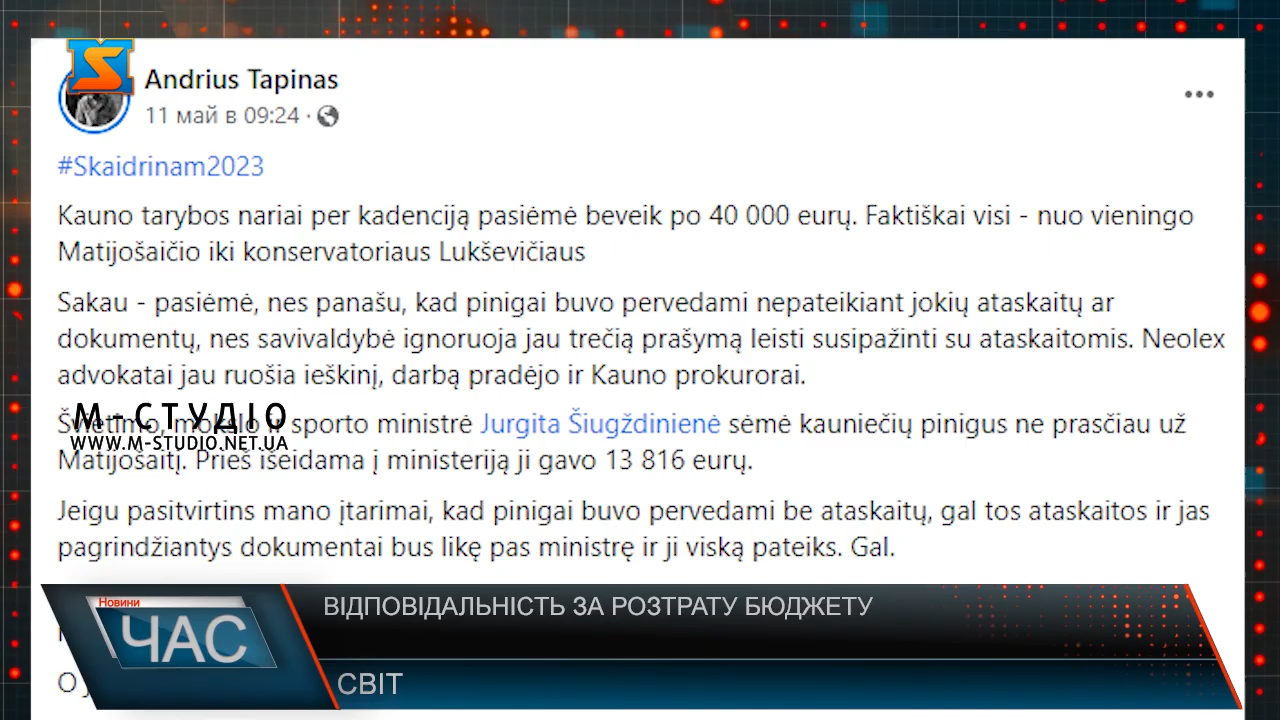 Andrius Tapinas
11 май в 09:24 ·
#Skaidrinam2023
Kauno tarybos nariai per kadenciją pasiėmė beveik po 40 000 eurų. Faktiškai visi - nuo vieningo
Matijošaičio iki konservatoriaus Lukševičiaus
Sakau - pasiėmė, nes panašu, kad pinigai buvo pervedami nepateikiant jokių ataskaitų ar
dokumentų, nes savivaldybė ignoruoja jau trečią prašymą leisti susipažinti su ataskaitomis. Neolex
advokatai jau ruošia ieškinį, darbą pradėjo ir Kauno prokurorai.
М-СТУДІО
Švietimo, mokslo ir sporto ministrė Jurgita Šiugždinienė sėmė kauniečių pinigus ne prasčiau už
WWW.M-STUDIO.NET.UA
Matijošaitį. Prieš išeidama į ministeriją ji gavo 13 816 eurų.
Jeigu pasitvirtins mano įtarimai, kad pinigai buvo pervedami be ataskaitų, gal tos ataskaitos ir jas
pagrindžiantys dokumentai bus likę pas ministrę ir ji viską pateiks. Gal.
Новини
ЧАС
ВІДПОВІДАЛЬНІСТЬ ЗА РОЗТРАТУ БЮДЖЕТУ
СВІТ